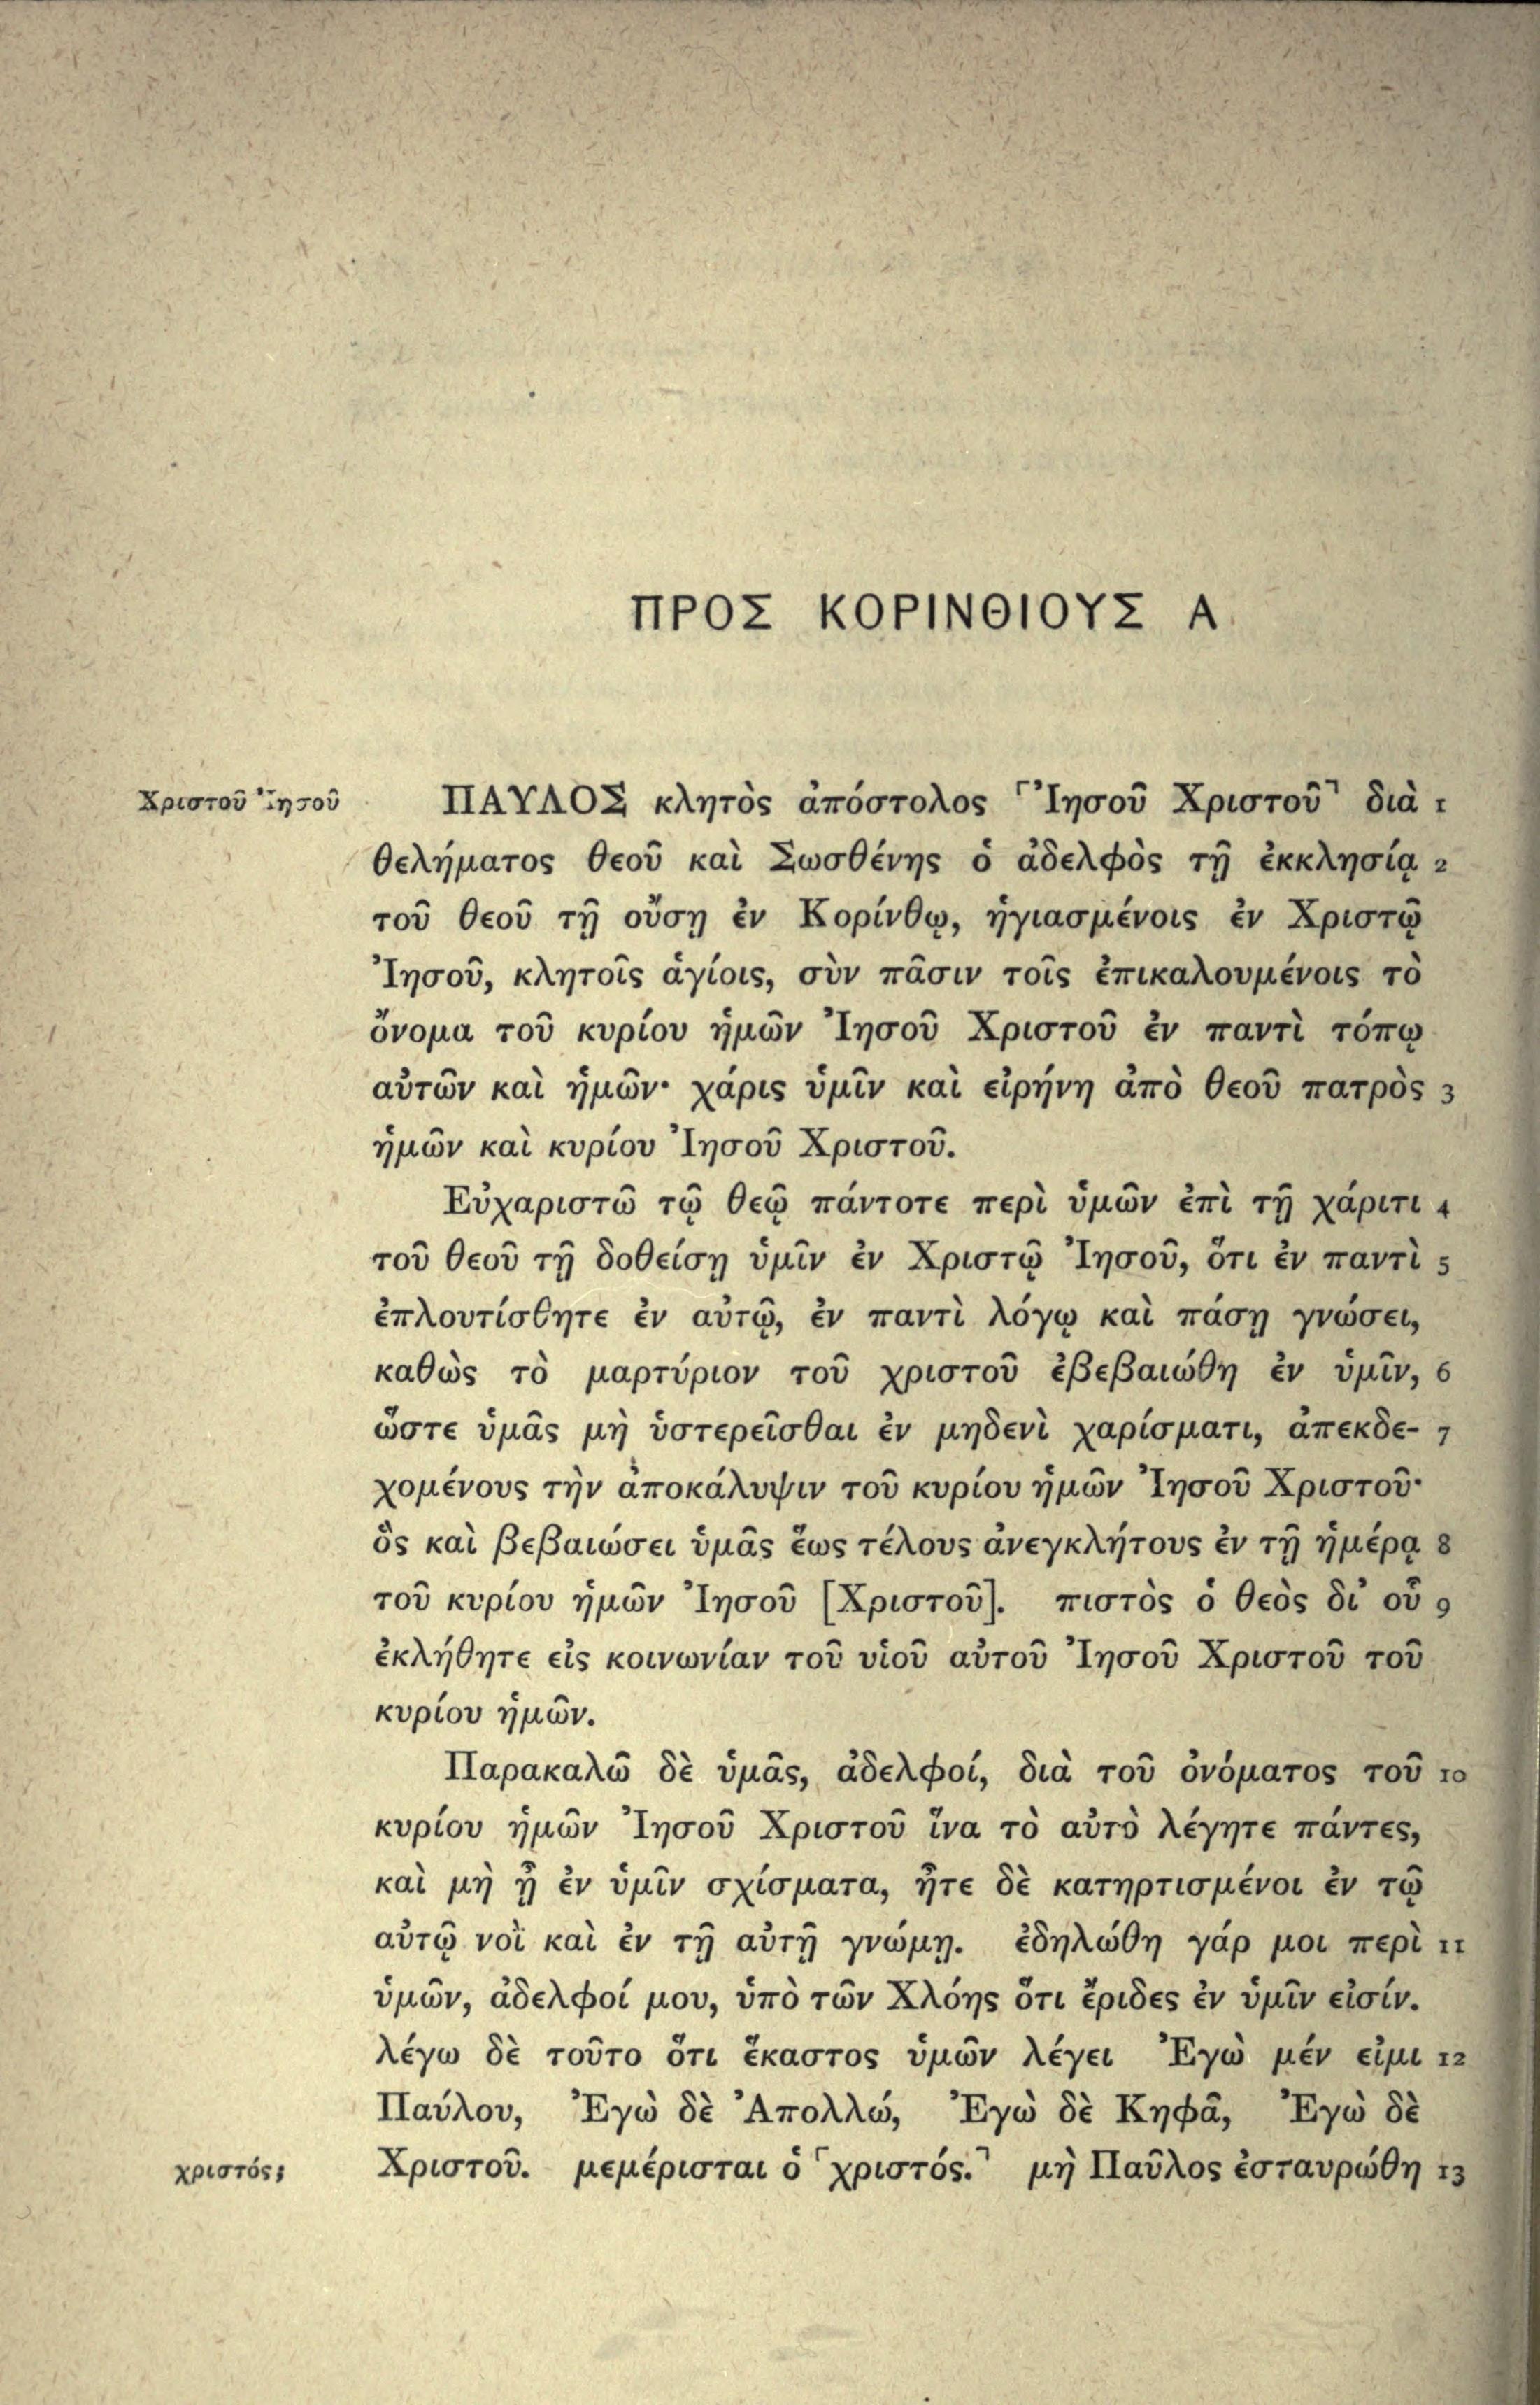 ΠΡΟΣ ΚΟΡΙΝΘΙΟΥΣ Α
Χριστοῦ Ἰησοῦ
ΠΑΥΛΟΣ κλητὸς ἀπόστολος ⸢Ἰησοῦ Χριστοῦ⸣ διὰ 1
θελήματος θεοῦ καὶ Σωσθένης ὁ ἀδελφὸς τῇ ἐκκλησίᾳ 2
τοῦ θεοῦ τῇ οὔσῃ ἐν Κορίνθῳ, ἡγιασμένοις ἐν Χριστῷ
Ἰησοῦ, κλητοῖς ἁγίοις, σὺν πᾶσιν τοῖς ἐπικαλουμένοις τὸ
ὄνομα τοῦ κυρίου ἡμῶν Ἰησοῦ Χριστοῦ ἐν παντὶ τόπῳ
αὐτῶν καὶ ἡμῶν· χάρις ὑμῖν καὶ εἰρήνη ἀπὸ θεοῦ πατρὸς 3
ἡμῶν καὶ κυρίου Ἰησοῦ Χριστοῦ.
Εὐχαριστῶ τῷ θεῷ πάντοτε περὶ ὑμῶν ἐπὶ τῇ χάριτι 4
τοῦ θεοῦ τῇ δοθείσῃ ὑμῖν ἐν Χριστῷ Ἰησοῦ, ὅτι ἐν παντὶ 5
ἐπλουτίσθητε ἐν αὐτῷ, ἐν παντὶ λόγῳ καὶ πάσῃ γνώσει,
καθὼς τὸ μαρτύριον τοῦ χριστοῦ ἐβεβαιώθη ἐν ὑμῖν, 6
ὥστε ὑμᾶς μὴ ὑστερεῖσθαι ἐν μηδενὶ χαρίσματι, ἀπεκδε- 7
χομένους τὴν ἀποκάλυψιν τοῦ κυρίου ἡμῶν Ἰησοῦ Χριστοῦ·
ὃς καὶ βεβαιώσει ὑμᾶς ἕως τέλους ἀνεγκλήτους ἐν τῇ ἡμέρᾳ 8
τοῦ κυρίου ἡμῶν Ἰησοῦ [Χριστοῦ]. πιστὸς ὁ θεὸς δι' οὗ 9
ἐκλήθητε εἰς κοινωνίαν τοῦ υἱοῦ αὐτοῦ Ἰησοῦ Χριστοῦ τοῦ
κυρίου ἡμῶν.
Παρακαλῶ δὲ ὑμᾶς, ἀδελφοί, διὰ τοῦ ὀνόματος τοῦ 10
κυρίου ἡμῶν Ἰησοῦ Χριστοῦ ἵνα τὸ αὐτὸ λέγητε πάντες,
καὶ μὴ ᾖ ἐν ὑμῖν σχίσματα, ἦτε δὲ κατηρτισμένοι ἐν τῷ
αὐτῷ νοῒ καὶ ἐν τῇ αὐτῇ γνώμῃ. ἐδηλώθη γάρ μοι περὶ 11
ὑμῶν, ἀδελφοί μου, ὑπὸ τῶν Χλόης ὅτι ἔριδες ἐν ὑμῖν εἰσίν.
λέγω δὲ τοῦτο ὅτι ἕκαστος ὑμῶν λέγει Ἐγὼ μέν εἰμι 12
Παύλου, Ἐγὼ δὲ Ἀπολλώ, Ἐγὼ δὲ Κηφᾶ, Ἐγὼ δὲ
χριστός;
Χριστοῦ. μεμέρισται ὁ ⸢χριστός.⸣ μὴ Παῦλος ἐσταυρώθη 13